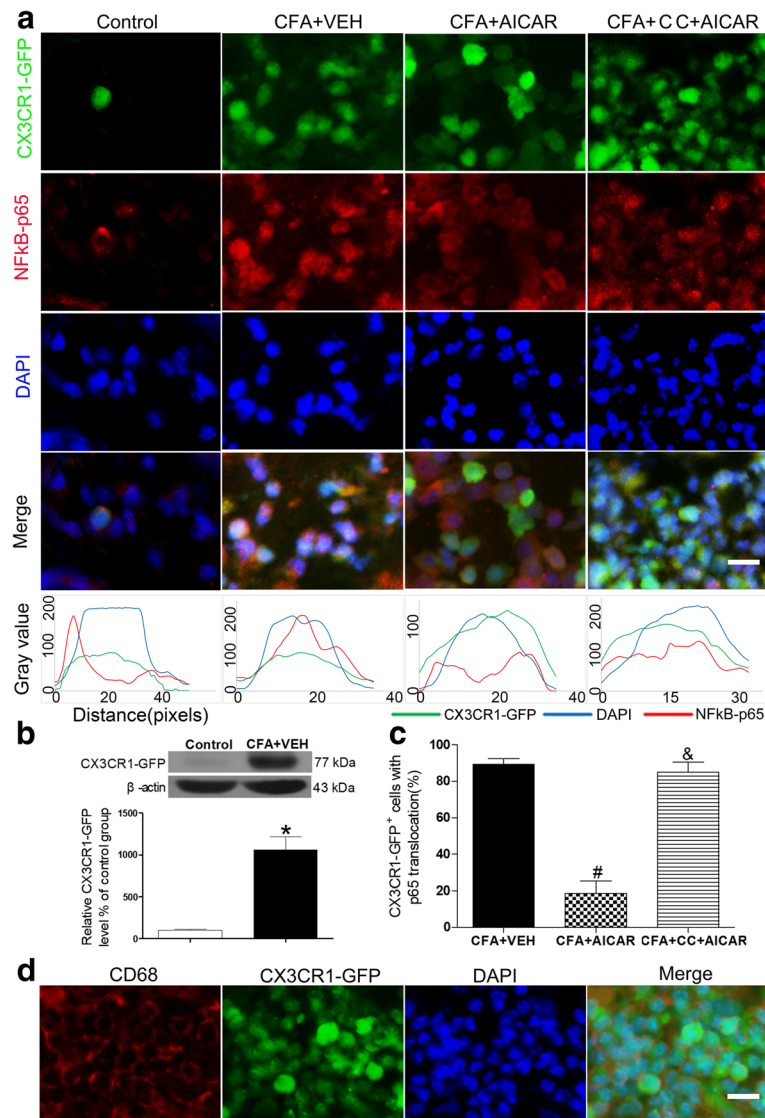 a
Control
CFA+VEH
CFA+AICAR
CFA+CC+AICAR
CX3CR1-GFP
NFkB-p65
DAPI
Merge
Gray value
0 100 200
0 20 40
0 100 200
0 20 40
0 100 200
0 20 40
0 100 200
0 15 30
Distance(pixels)
CX3CR1-GFP DAPI NFkB-p65
b
Control CFA+VEH
CX3CR1-GFP 77 kDa
β-actin 43 kDa
Relative CX3CR1-GFP
level % of control group
1500
1000
500
0
*
c
CX3CR1-GFP+ cells with
p65 translocation(%)
100
80
60
40
20
0
#
&
CFA+VEH CFA+AICAR CFA+CC+AICAR
d
CD68 CX3CR1-GFP DAPI Merge